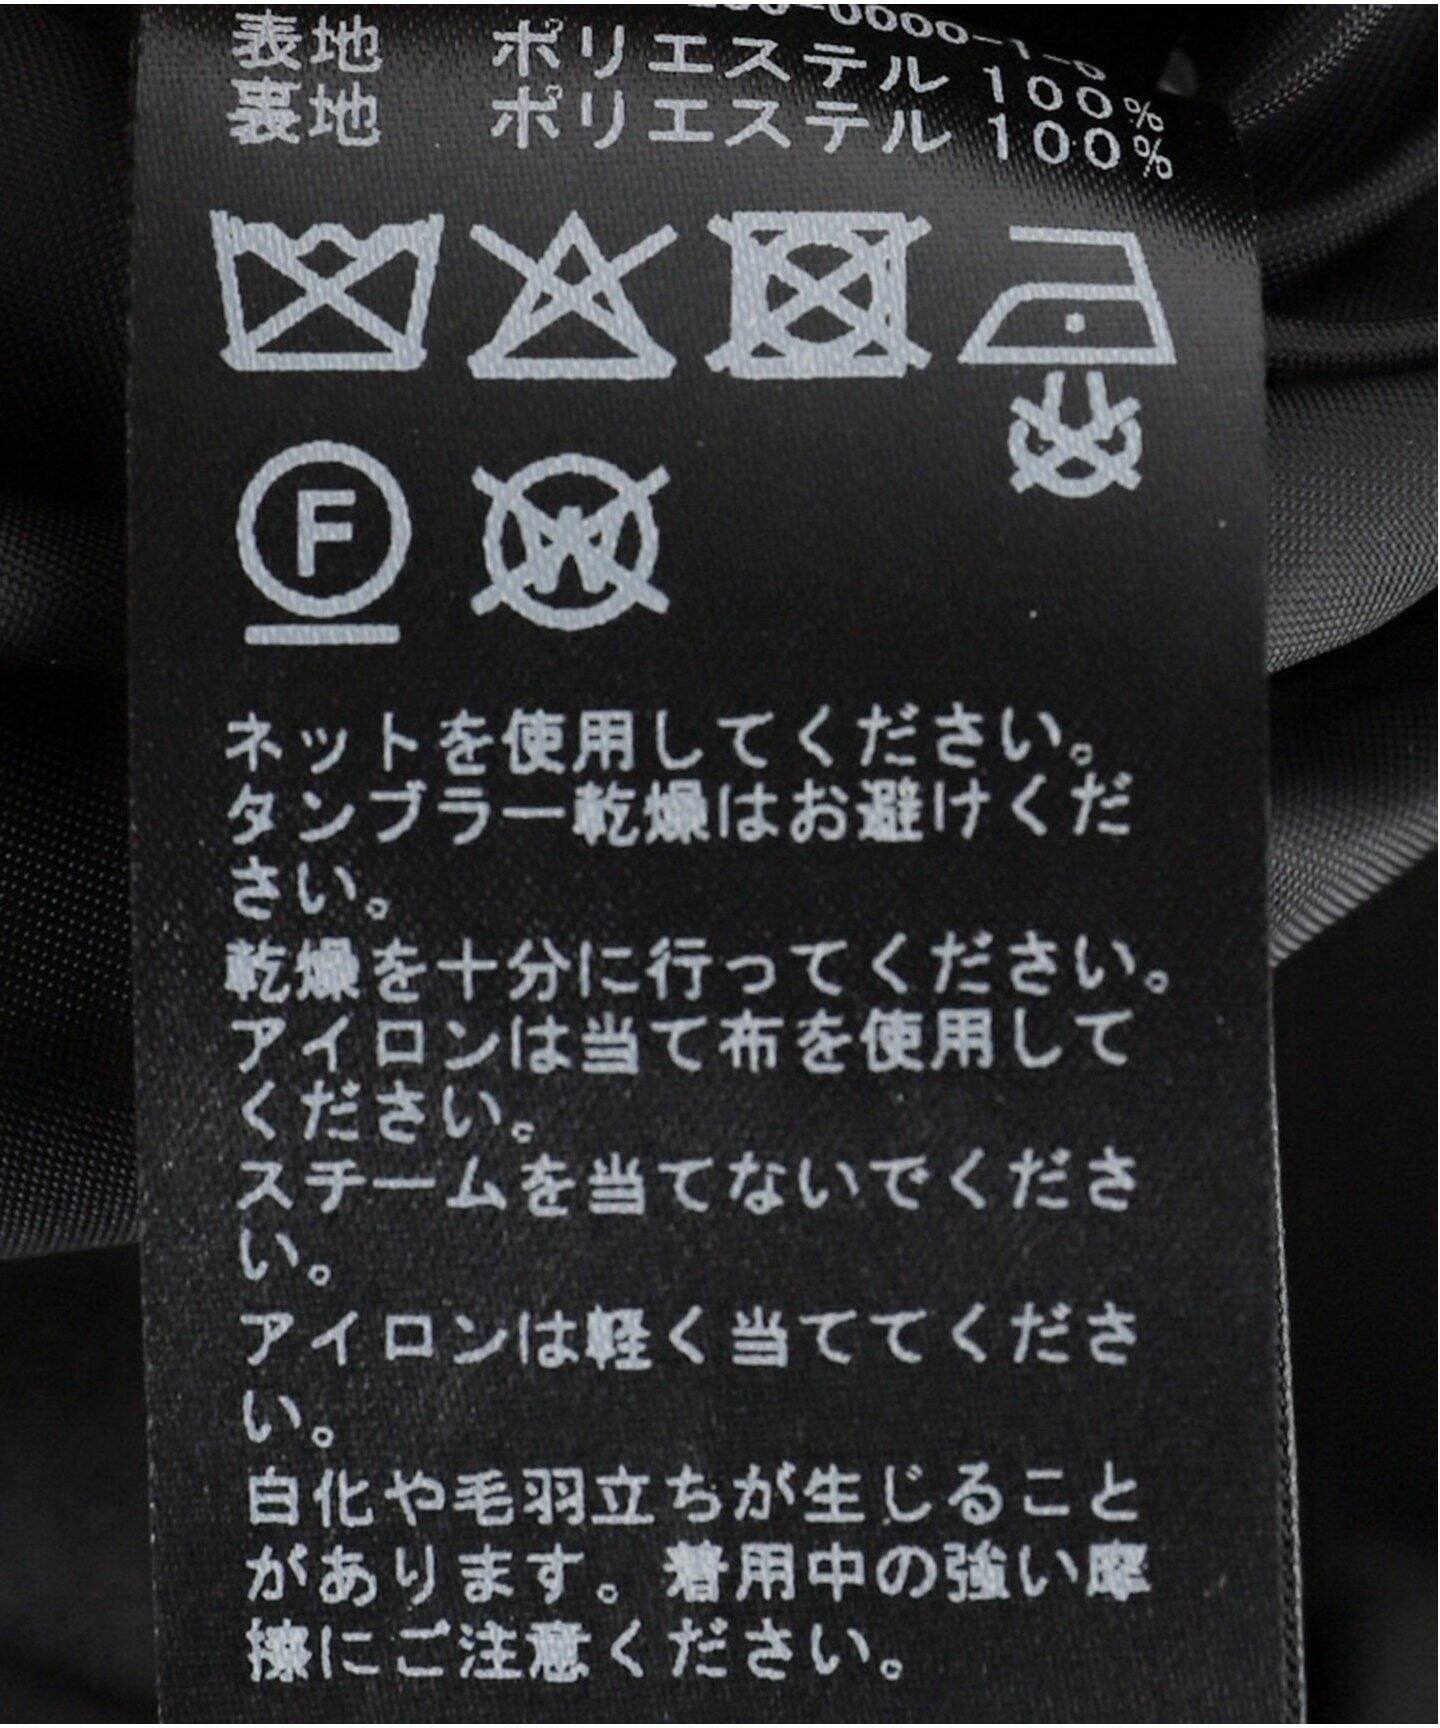 表地 ポリエステル 100%
裏地 ポリエステル 100%
F W
ネットを使用してください。
タンブラー乾燥はお避けくだ
さい。
乾燥を十分に行ってください。
アイロンは当て布を使用して
ください。
スチームを当てないでくださ
い。
アイロンは軽く当ててくださ
い。
白化や毛羽立ちが生じること
があります。着用中の強い摩
擦にご注意ください。